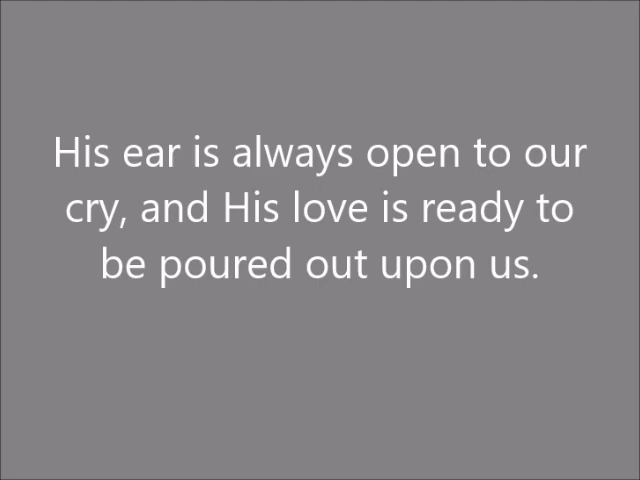 His ear is always open to our
cry, and His love is ready to
be poured out upon us.